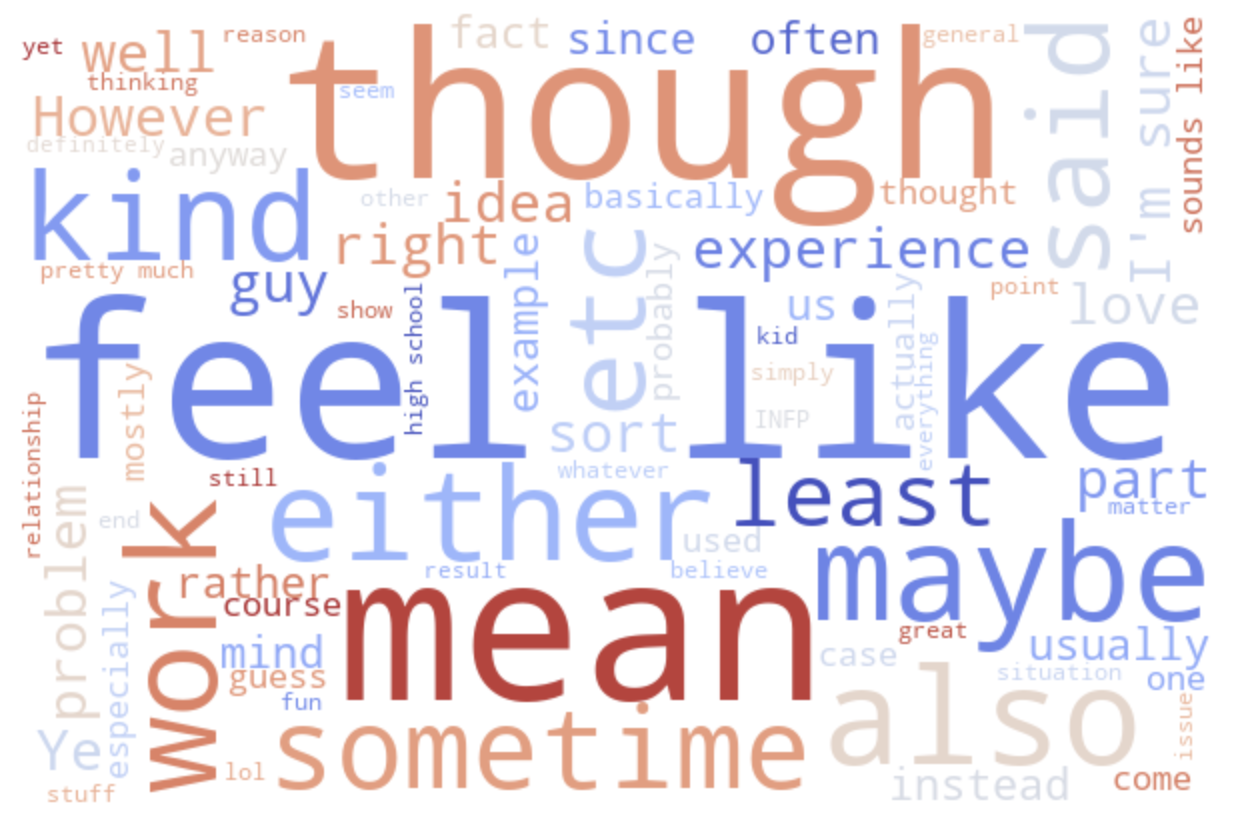 yet
well
reason
though
fact
since
often
general
said
I'm sure
sounds like
thinking
seem
However
definitely
anyway
kind
other
idea
basically
thought
right
experience
pretty much
guy
show
high school
example
etc
probably
us
kid
point
love
actually
everything
simply
INFP
feel like
relationship
mostly
sort
whatever
still
either
least
part
matter
problem
end
work
used
result
believe
maybe
rather
course
mean
great
especially
mind
guess
fun
case
usually
situation
one
also
issue
Ye
sometime
lol
stuff
instead
come